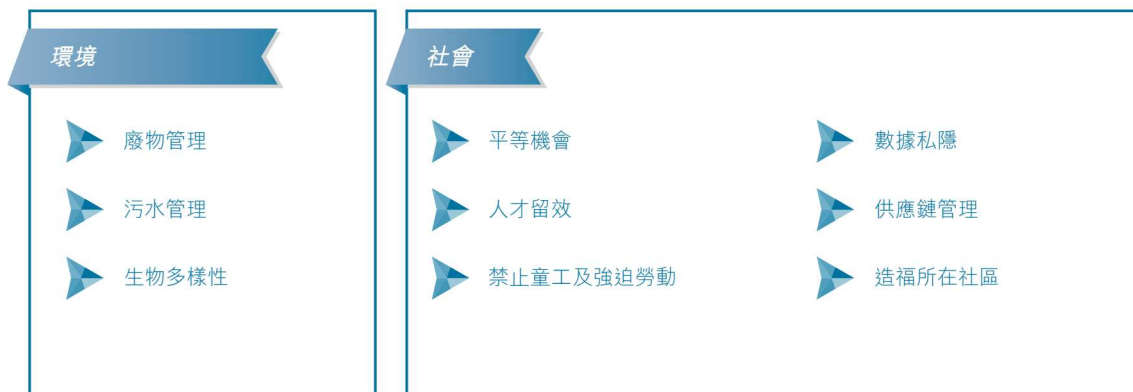 環境
廢物管理
污水管理
生物多樣性
社會
平等機會
人才留效
禁止童工及強迫勞動
數據私隱
供應鏈管理
造福所在社區